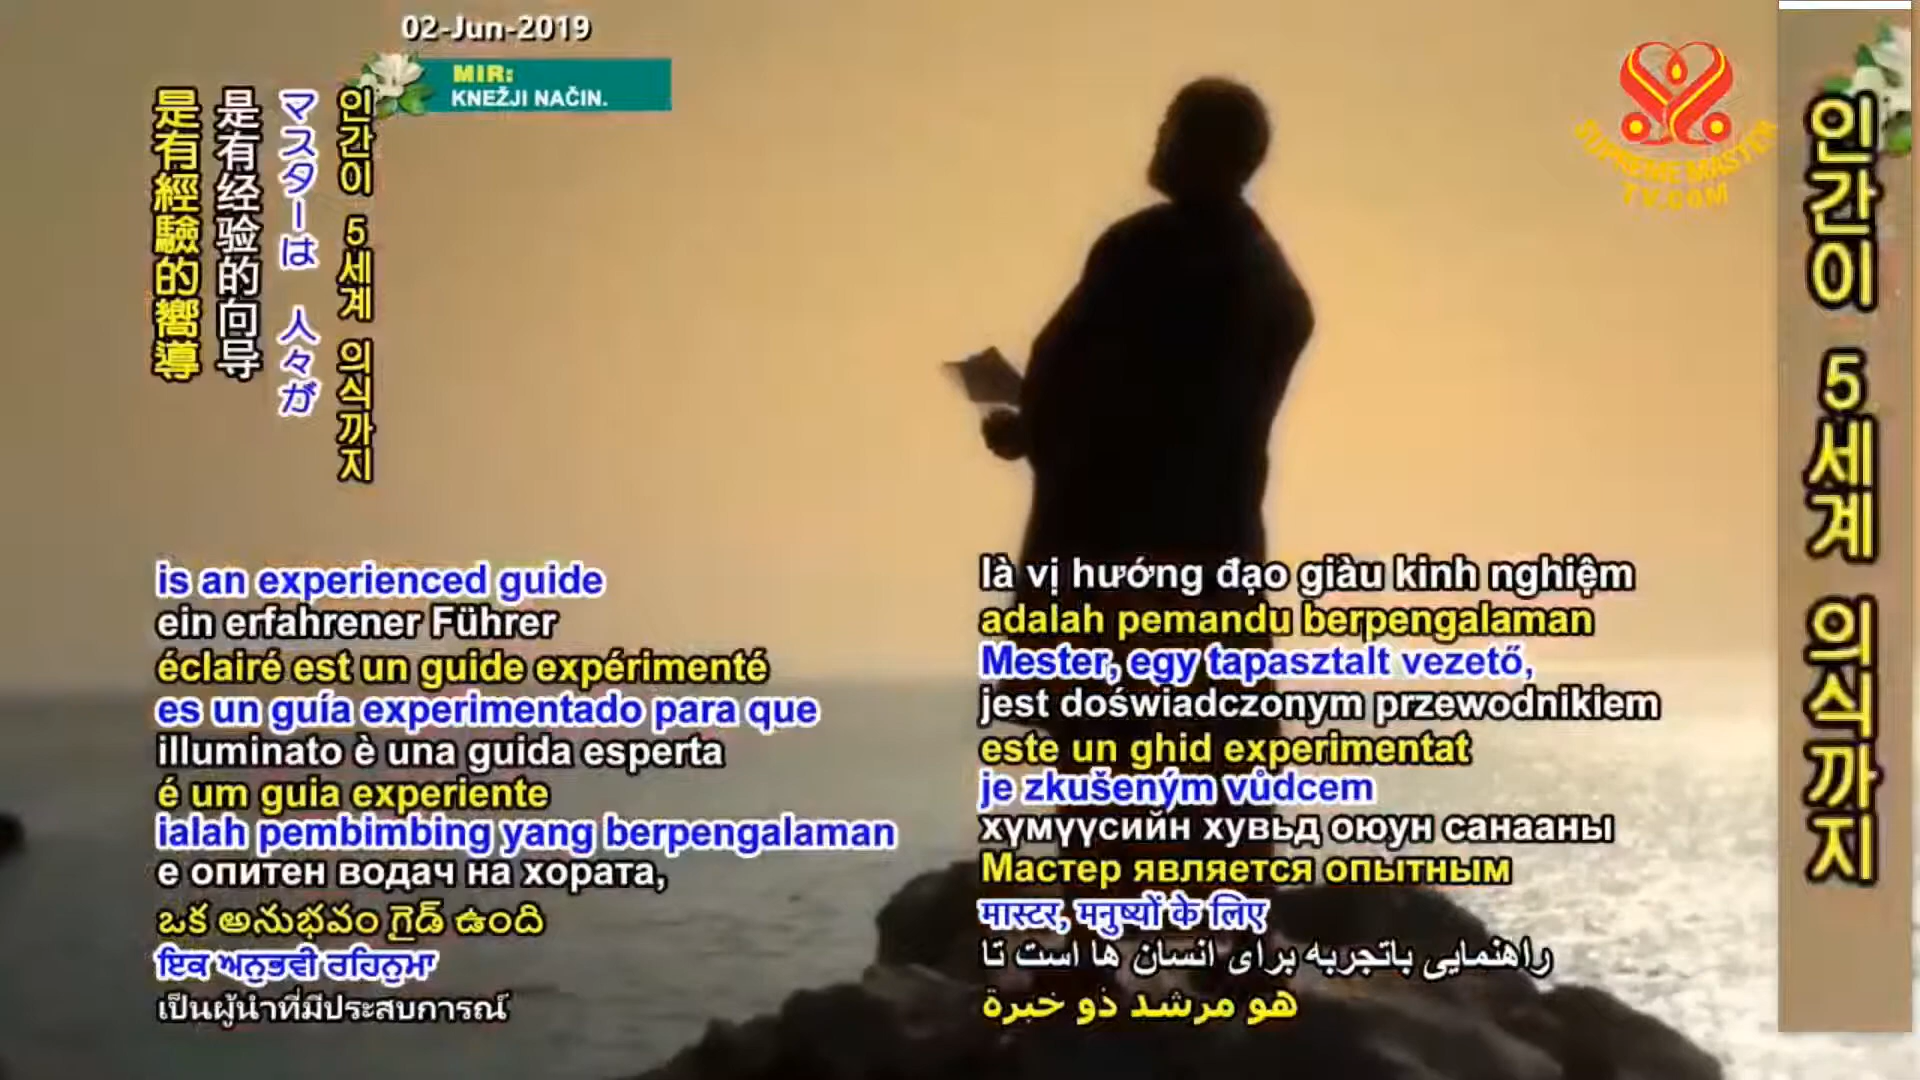 02-Jun-2019
MIR:
KNEŽJI NAČIN.
SUPREME MASTER
TV.COM
是有經驗的嚮導
是有经验的向导
マスターは 人々が
인간이 5세계 의식까지
is an experienced guide
ein erfahrener Führer
éclairé est un guide expérimenté
es un guía experimentado para que
illuminato è una guida esperta
é um guia experiente
ialah pembimbing yang berpengalaman
е опитен водач на хората,
ఒక అనుభవం గైడ్ ఉంది
ਇਕ ਅਨੁਭਵੀ ਰਹਿਨੁਮਾ
เป็นผู้นำที่มีประสบการณ์
là vị hướng đạo giàu kinh nghiệm
adalah pemandu berpengalaman
Mester, egy tapasztalt vezető,
jest doświadczonym przewodnikiem
este un ghid experimentat
je zkušeným vůdcem
хүмүүсийн хувьд оюун санааны
Мастер является опытным
मास्टर, मनुष्यों के लिए
راهنمایی باتجربه برای انسان ها است تا
هو مرشد ذو خبرة
인간이 5세계 의식까지